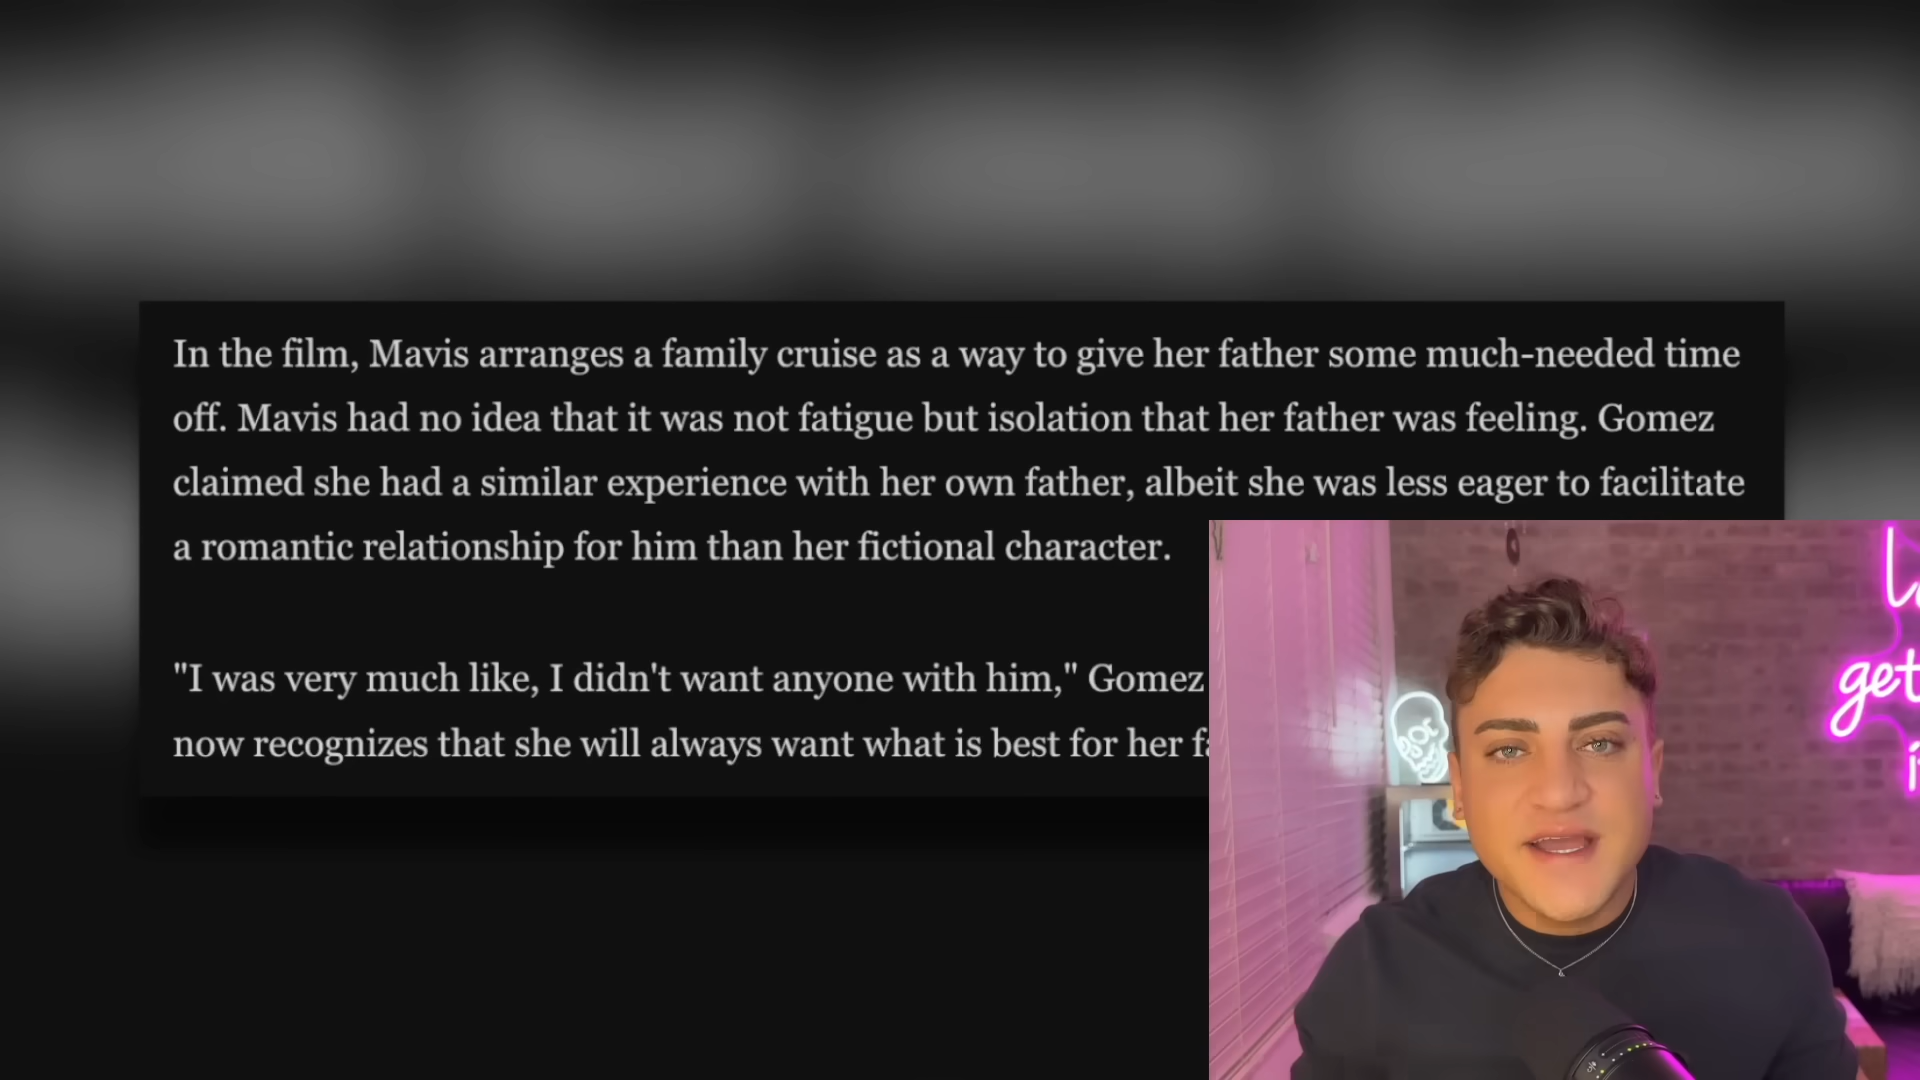 In the film, Mavis arranges a family cruise as a way to give her father some much-needed time
off. Mavis had no idea that it was not fatigue but isolation that her father was feeling. Gomez
claimed she had a similar experience with her own father, albeit she was less eager to facilitate
a romantic relationship for him than her fictional character.
"I was very much like, I didn't want anyone with him," Gomez
now recognizes that she will always want what is best for her
get